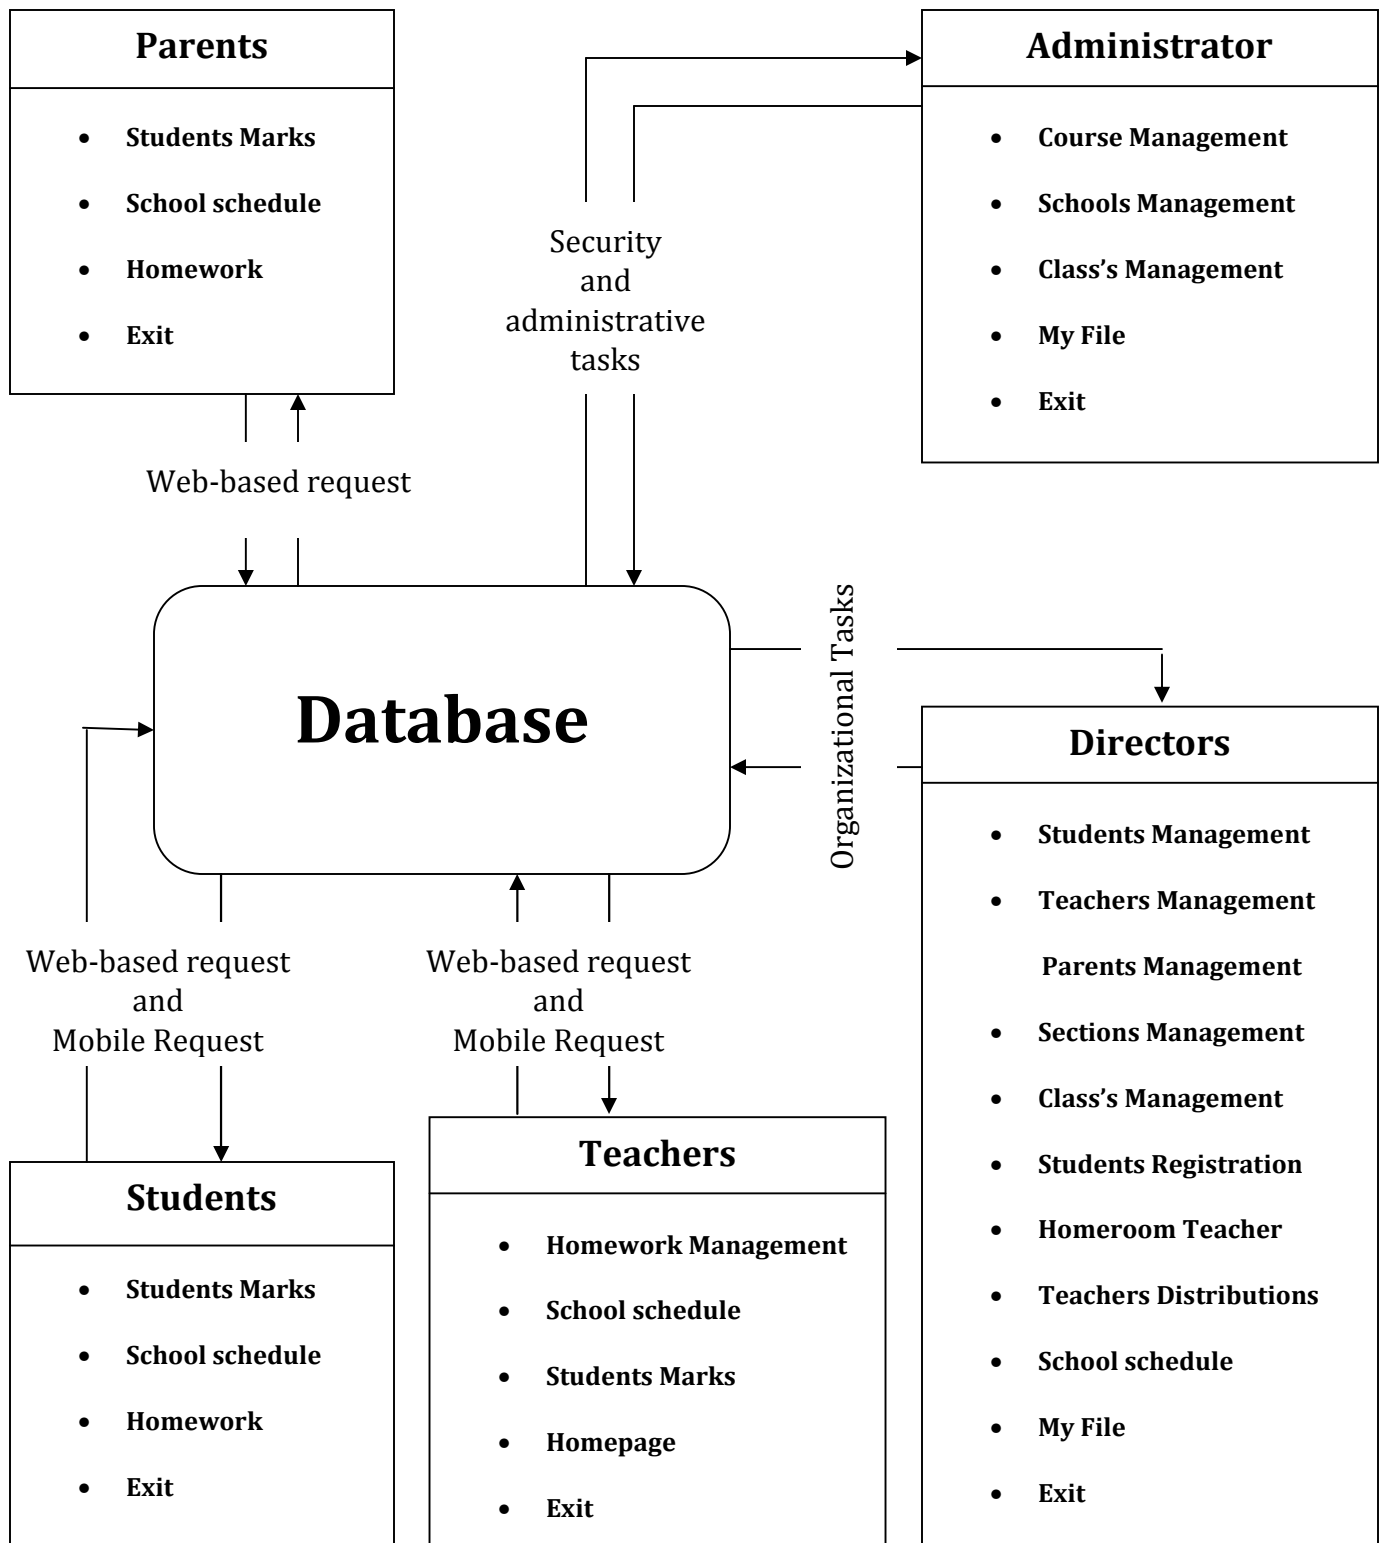 Parents
• Students Marks
• School schedule
• Homework
• Exit
Administrator
• Course Management
• Schools Management
• Class’s Management
• My File
• Exit
Security
and
administrative
tasks
Web-based request
Database
Organizational Tasks
Directors
• Students Management
• Teachers Management
Parents Management
• Sections Management
• Class’s Management
• Students Registration
• Homeroom Teacher
• Teachers Distributions
• School schedule
• My File
• Exit
Web-based request
and
Mobile Request
Web-based request
and
Mobile Request
Students
• Students Marks
• School schedule
• Homework
• Exit
Teachers
• Homework Management
• School schedule
• Students Marks
• Homepage
• Exit